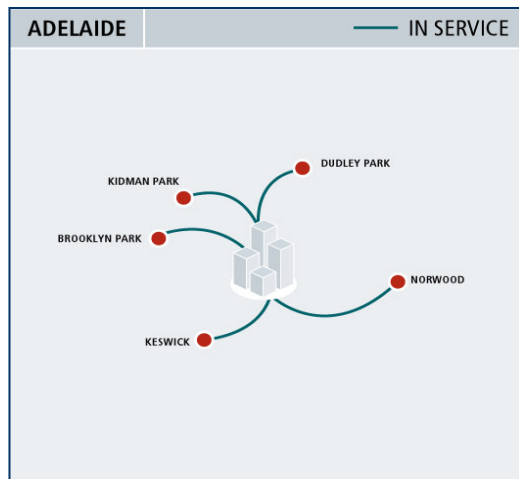 ADELAIDE
IN SERVICE
DUDLEY PARK
KIDMAN PARK
BROOKLYN PARK
NORWOOD
KESWICK